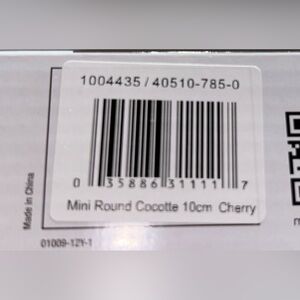 1004435 / 40510-785-0
0 35886 31111 7
Mini Round Cocotte 10cm Cherry
Made in China
01009-12Y-1